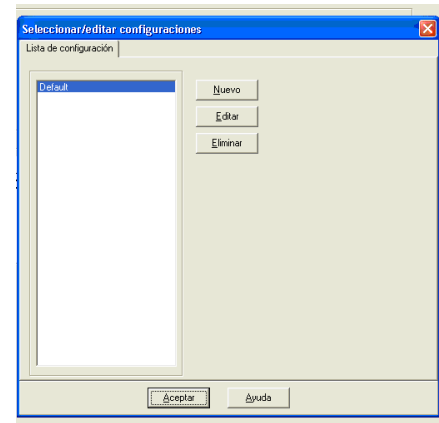 Seleccionar/editar configuraciones
Lista de configuración
Default
Nuevo
Editar
Eliminar
Aceptar
Ayuda